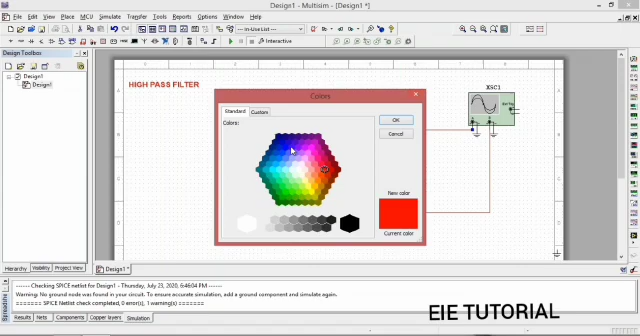 Design1 - Multisim - [Design1 *]
File Edit View Place MCU Simulate Transfer Tools Reports Options Window Help
--- In-Use List ---
Interactive
Design Toolbox
Design1
Design1
HIGH PASS FILTER
XSC1
Colors
Standard Custom
Colors:
OK
Cancel
New color
Current color
Hierarchy Visibility Project View
Design1 *
Spreadsheet
----- Checking SPICE netlist for Design1 - Thursday, July 23, 2020, 6:46:04 PM -----
Warning: No ground node was found in your circuit. To ensure accurate simulation, add a ground component and simulate again.
======= SPICE Netlist check completed, 0 error(s), 1 warning(s) =======
Results Nets Components Copper layers Simulation
EIE TUTORIAL